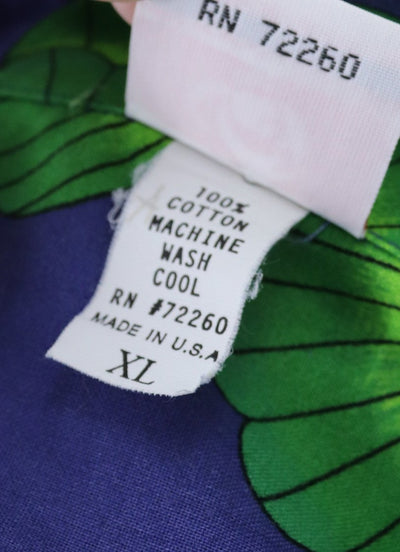 RN 72260
100%
COTTON
MACHINE
WASH
COOL
RN #72260
MADE IN U.S.A
XL